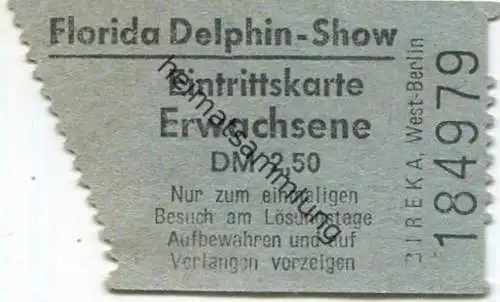 Florida Delphin-Show
Eintrittskarte
Erwachsene
DM 2,50
Nur zum einmaligen
Besuch am Lösungstage
Aufbewahren und auf
Verlangen vorzeigen
EUREKA, West-Berlin
184979
heimatsammlung